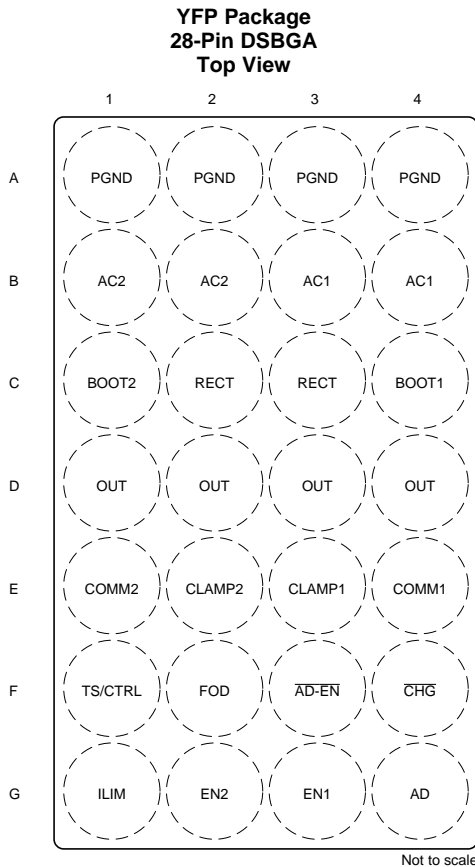 YFP Package
28-Pin DSBGA
Top View
1 2 3 4
A PGND PGND PGND PGND
B AC2 AC2 AC1 AC1
C BOOT2 RECT RECT BOOT1
D OUT OUT OUT OUT
E COMM2 CLAMP2 CLAMP1 COMM1
F TS/CTRL FOD AD-EN CHG
G ILIM EN2 EN1 AD
Not to scale